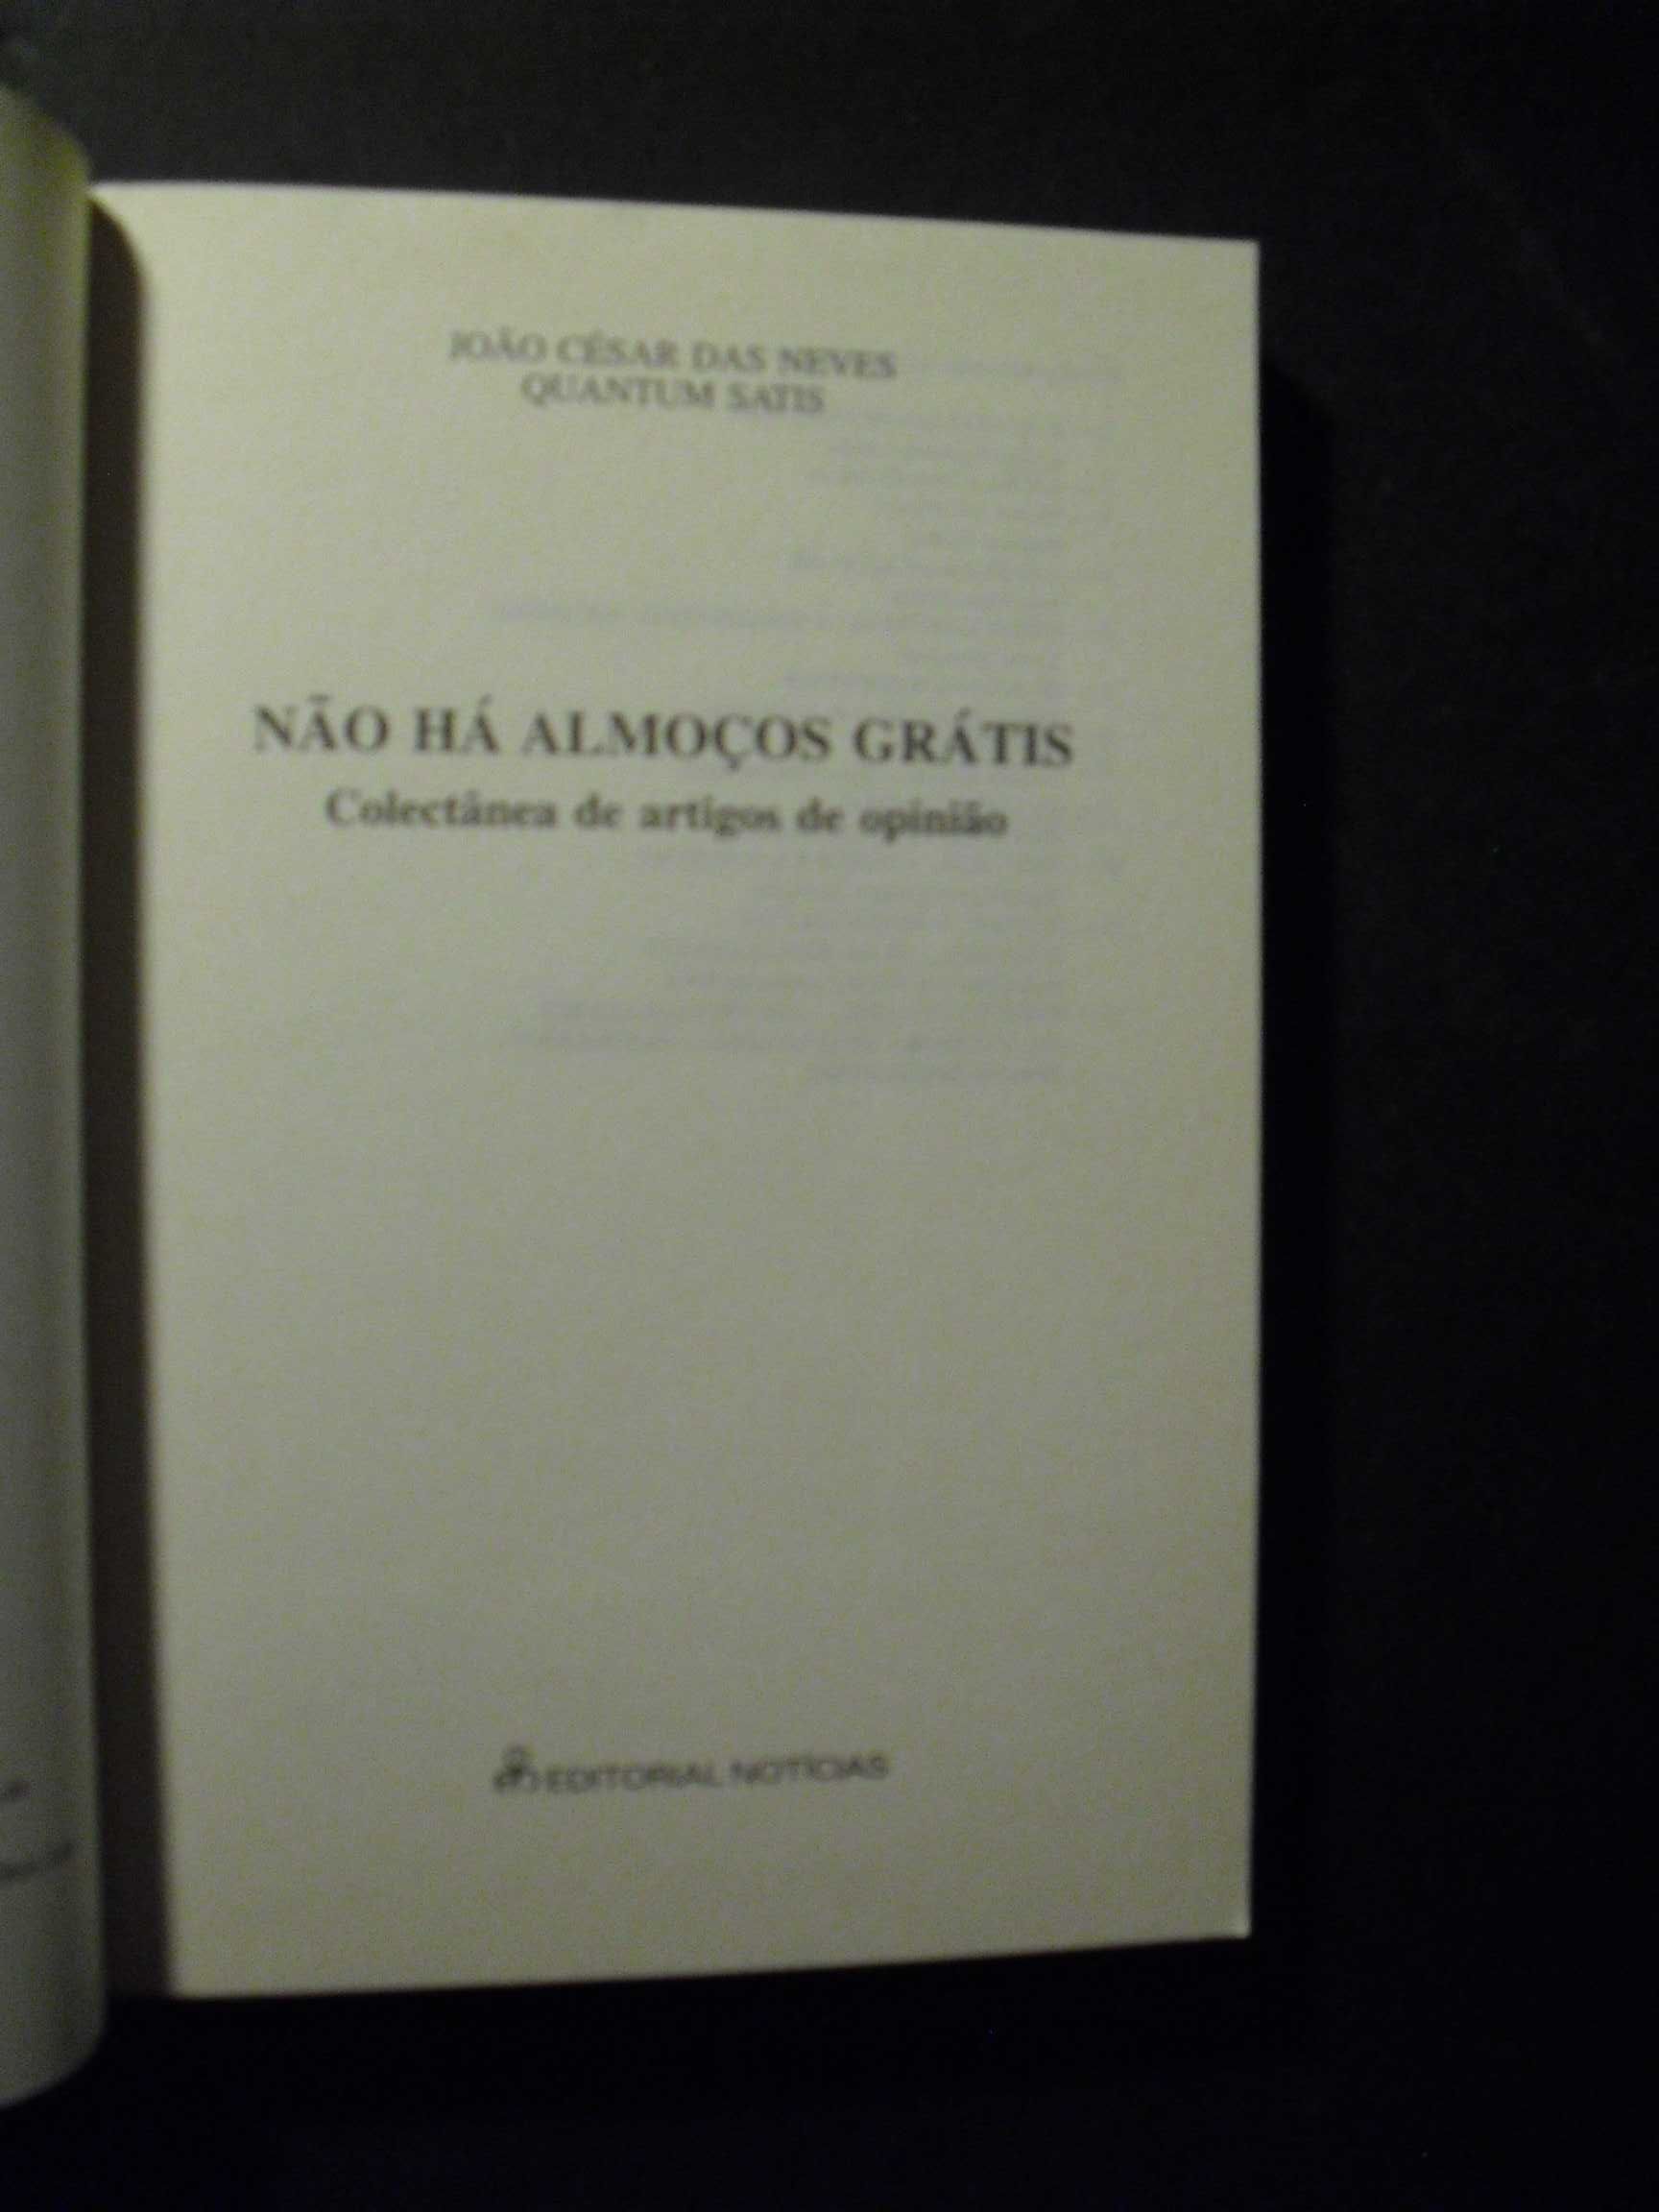 JOÃO CÉSAR DAS NEVES
QUANTUM SATIS
NÃO HÁ ALMOÇOS GRÁTIS
Colectânea de artigos de opinião
EDITORIAL NOTÍCIAS